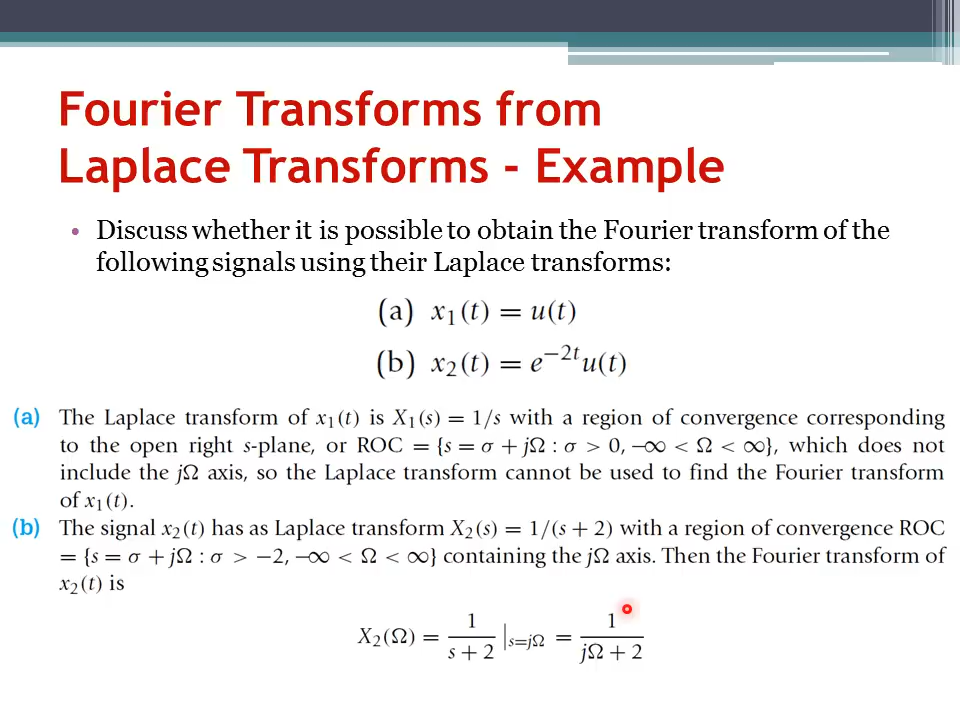 Fourier Transforms from
Laplace Transforms - Example
• Discuss whether it is possible to obtain the Fourier transform of the
following signals using their Laplace transforms:
(a) x₁(t) = u(t)
(b) x₂(t) = e^{−2t}u(t)
(a) The Laplace transform of x₁(t) is X₁(s) = 1/s with a region of convergence corresponding
to the open right s-plane, or ROC = {s = σ + jΩ : σ > 0, −∞ < Ω < ∞}, which does not
include the jΩ axis, so the Laplace transform cannot be used to find the Fourier transform
of x₁(t).
(b) The signal x₂(t) has as Laplace transform X₂(s) = 1/(s + 2) with a region of convergence ROC
= {s = σ + jΩ : σ > −2, −∞ < Ω < ∞} containing the jΩ axis. Then the Fourier transform of
x₂(t) is
X₂(Ω) = 1/(s + 2) |_{s=jΩ} = 1/(jΩ + 2)